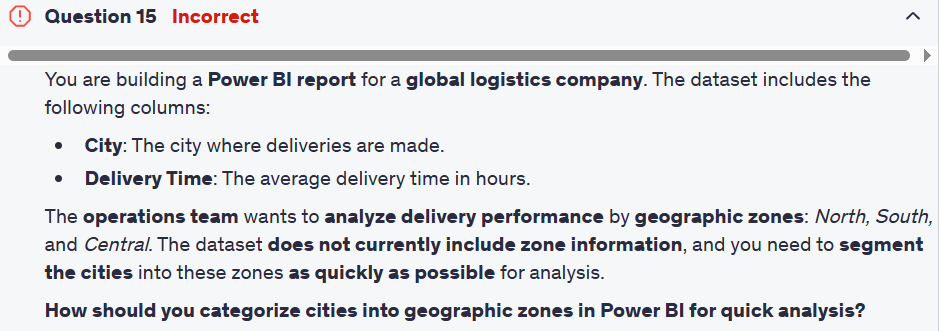 Question 15 Incorrect
You are building a Power BI report for a global logistics company. The dataset includes the
following columns:
• City: The city where deliveries are made.
• Delivery Time: The average delivery time in hours.
The operations team wants to analyze delivery performance by geographic zones: North, South,
and Central. The dataset does not currently include zone information, and you need to segment
the cities into these zones as quickly as possible for analysis.
How should you categorize cities into geographic zones in Power BI for quick analysis?